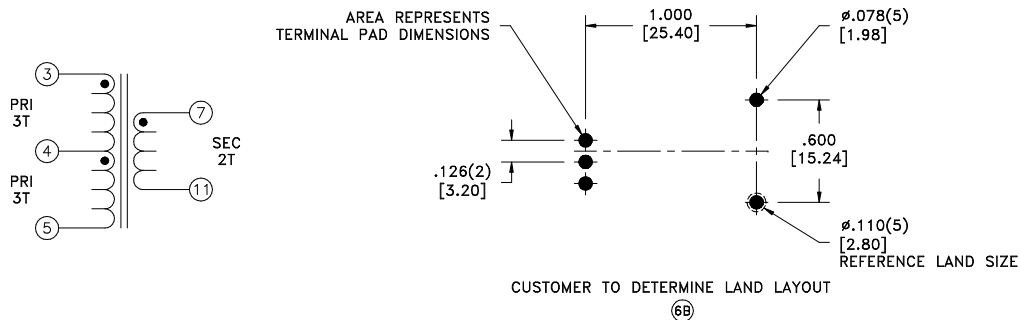 3
PRI
3T
4
PRI
3T
5
7
SEC
2T
11
AREA REPRESENTS
TERMINAL PAD DIMENSIONS
1.000
[25.40]
ø.078(5)
[1.98]
.126(2)
[3.20]
.600
[15.24]
ø.110(5)
[2.80]
REFERENCE LAND SIZE
CUSTOMER TO DETERMINE LAND LAYOUT
6B